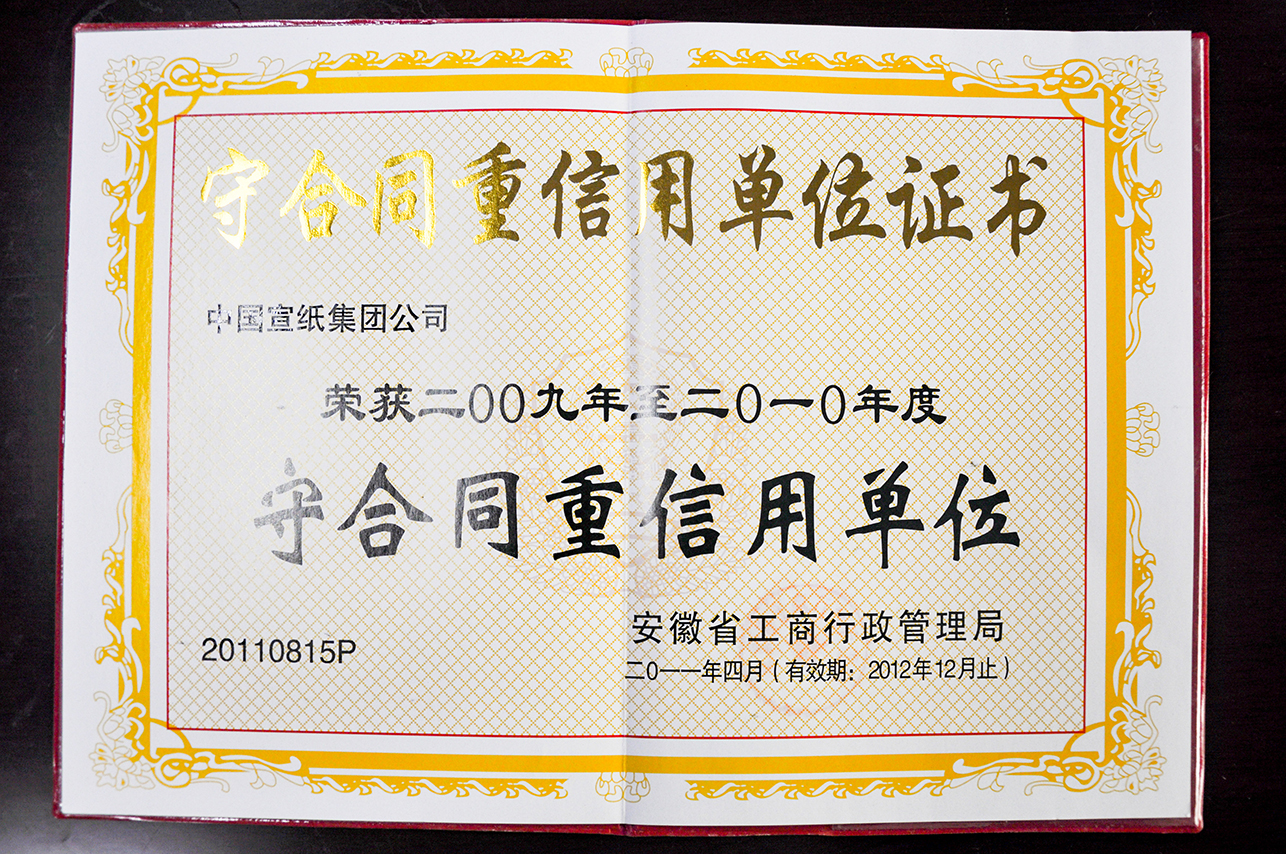 守合同重信用单位证书
中国宣纸集团公司
荣获二00九年至二0一0年度
守合同重信用单位
20110815P
安徽省工商行政管理局
二0一一年四月(有效期：2012年12月止)